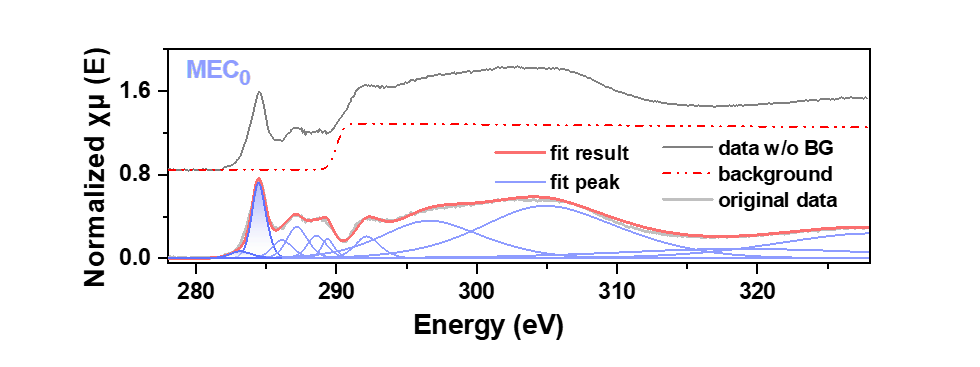 MEC0
Normalized χμ (E)
1.6
0.8
0.0
fit result
fit peak
data w/o BG
background
original data
280
290
300
310
320
Energy (eV)